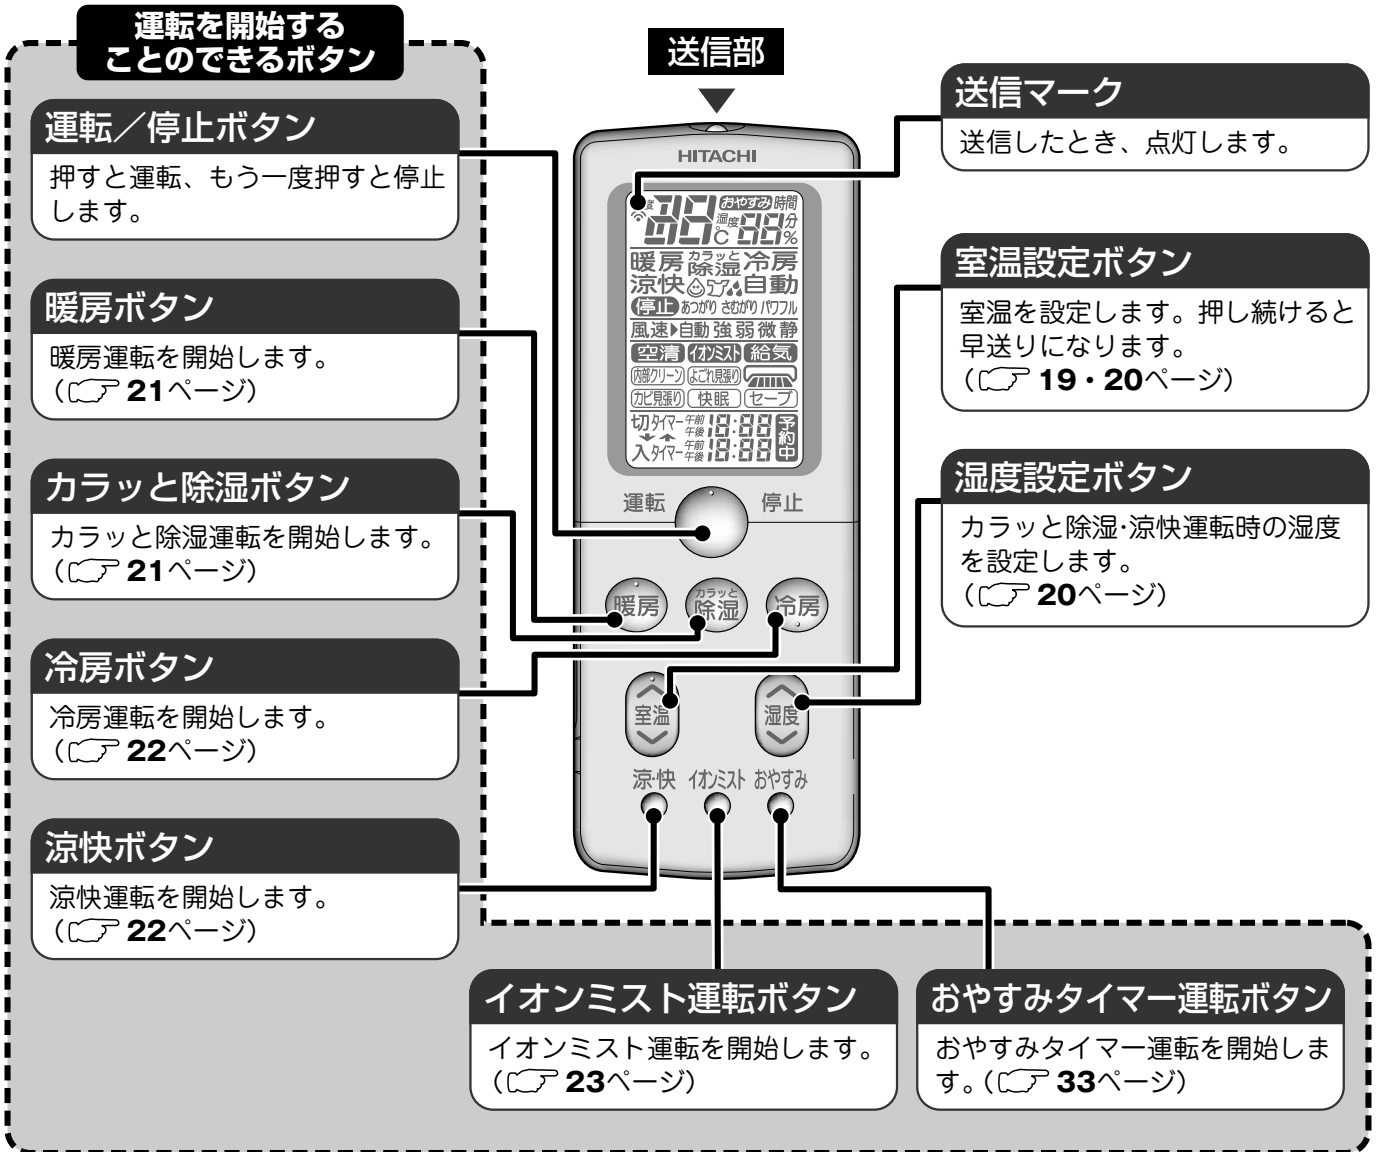 運転を開始する
ことのできるボタン
運転／停止ボタン
押すと運転、もう一度押すと停止
します。
暖房ボタン
暖房運転を開始します。
（ 21ページ）
カラッと除湿ボタン
カラッと除湿運転を開始します。
（ 21ページ）
冷房ボタン
冷房運転を開始します。
（ 22ページ）
涼快ボタン
涼快運転を開始します。
（ 22ページ）
送信部
HITACHI
度 88 おやすみ 時間
湿度 分
℃ 88 %
暖房 カラッと除湿 冷房
涼快 自動
停止 あつがり さむがり パワフル
風速 自動 強 弱 微 静
空清 イオンミスト 給気
内部クリーン よごれ見張り
カビ見張り 快眠 セーブ
切タイマー 午前 午後 18:88 予約中
入タイマー 午前 午後 18:88
運転 停止
暖房 カラッと除湿 冷房
室温 湿度
涼・快 イオンミスト おやすみ
送信マーク
送信したとき、点灯します。
室温設定ボタン
室温を設定します。押し続けると
早送りになります。
（ 19・20ページ）
湿度設定ボタン
カラッと除湿･涼快運転時の湿度
を設定します。
（ 20ページ）
イオンミスト運転ボタン
イオンミスト運転を開始します。
（ 23ページ）
おやすみタイマー運転ボタン
おやすみタイマー運転を開始しま
す。（ 33ページ）